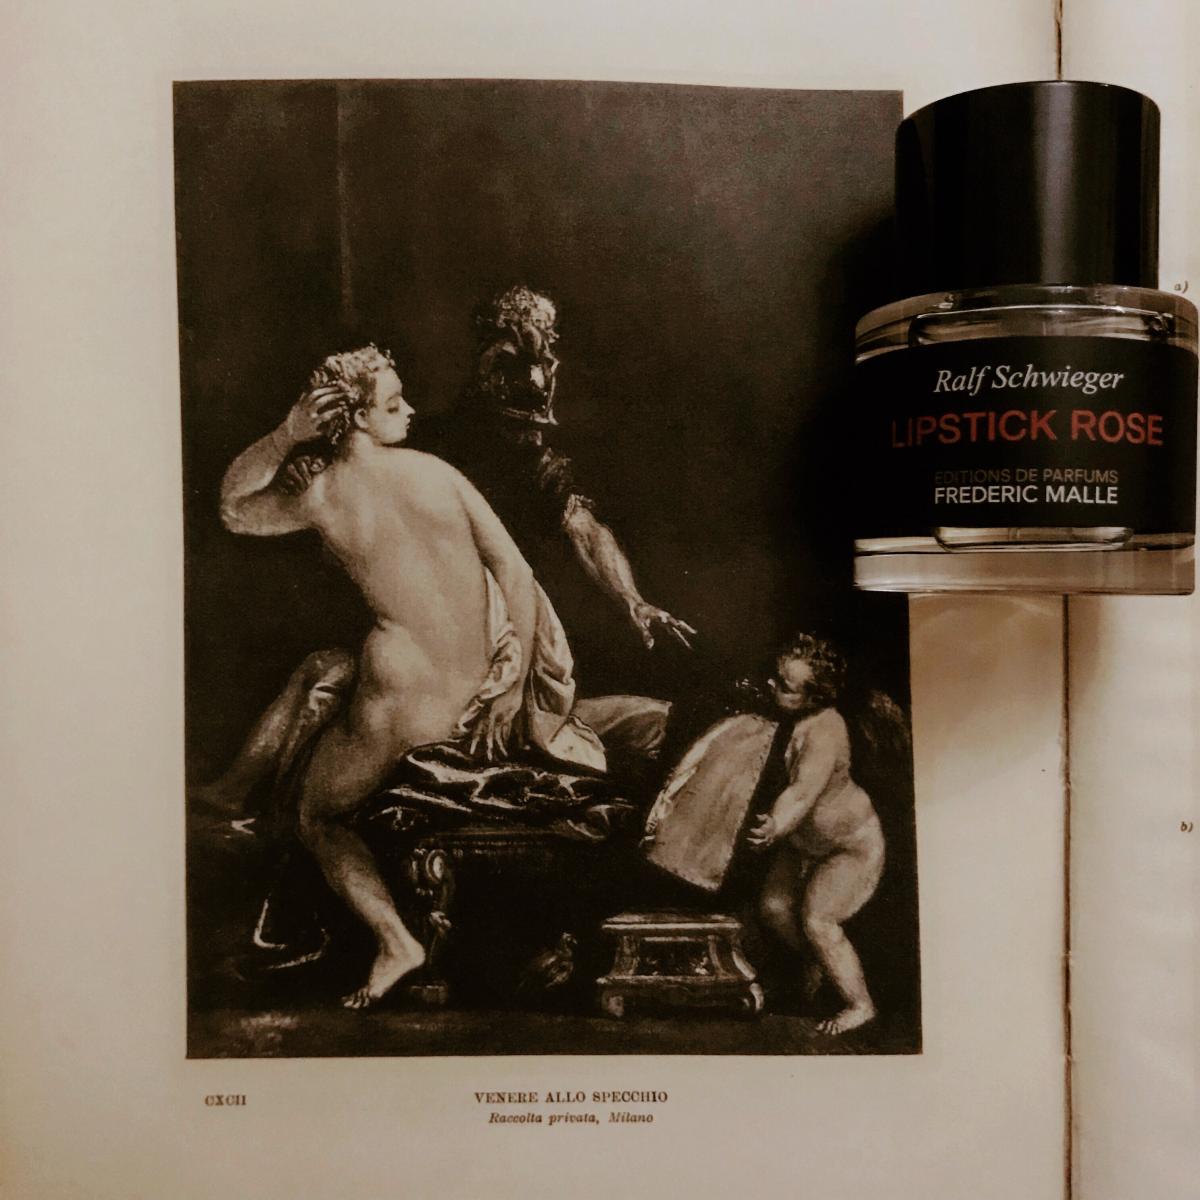 a)
Ralf Schwieger
LIPSTICK ROSE
EDITIONS DE PARFUMS
FREDERIC MALLE
b)
CXCII
VENERE ALLO SPECCHIO
Raccolta privata, Milano